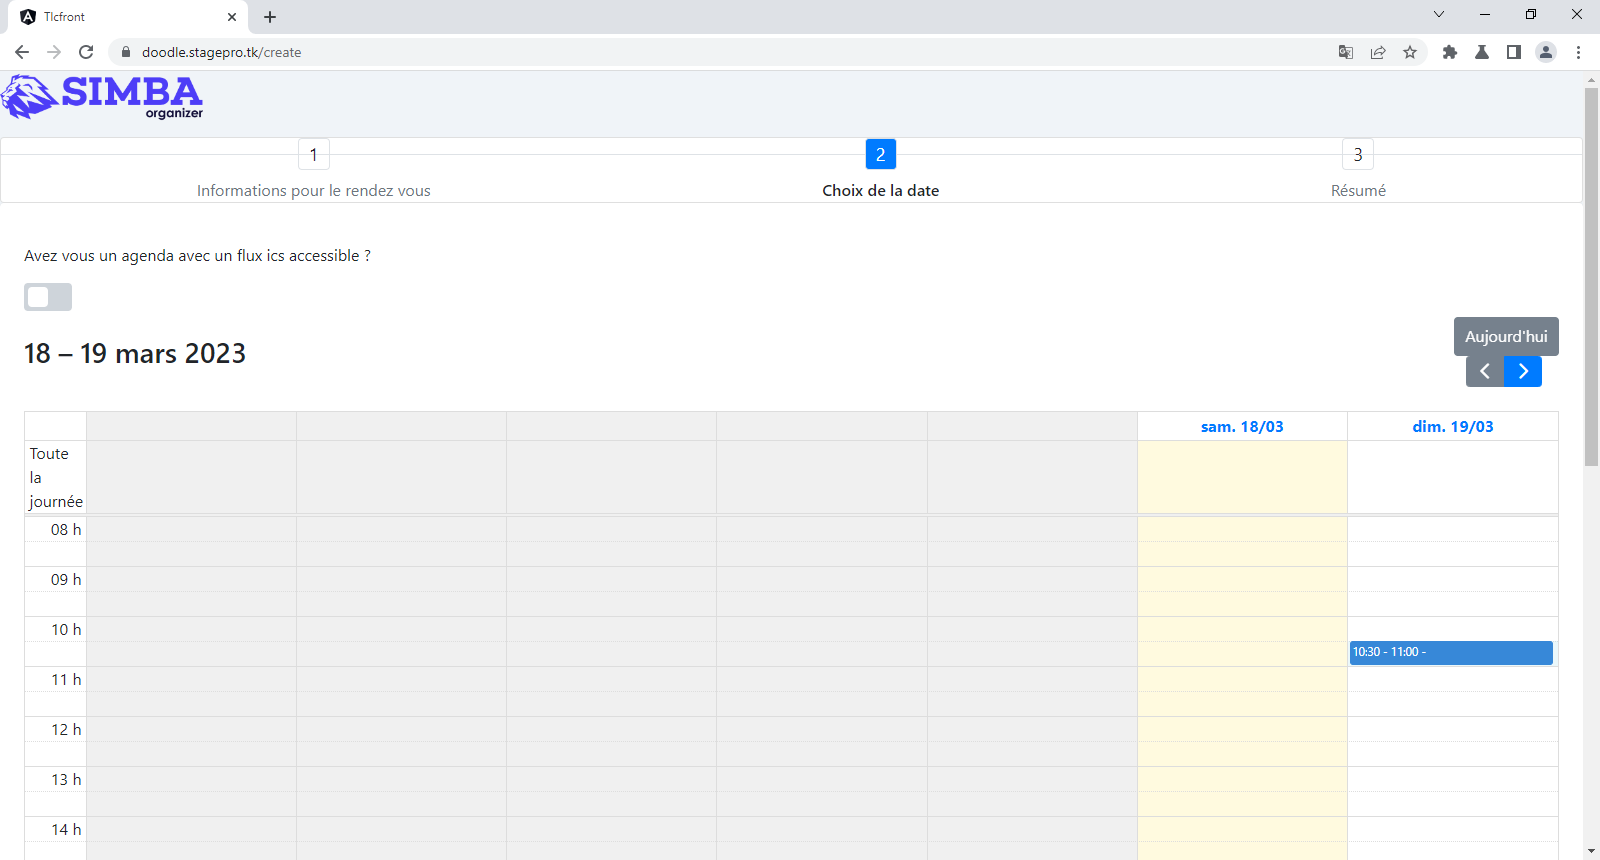 Tlcfront
doodle.stagepro.tk/create
SIMBA
organizer
1
2
3
Informations pour le rendez vous
Choix de la date
Résumé
Avez vous un agenda avec un flux ics accessible ?
Aujourd'hui
18 – 19 mars 2023
sam. 18/03
dim. 19/03
Toute
la
journée
08 h
09 h
10 h
10:30 - 11:00 -
11 h
12 h
13 h
14 h